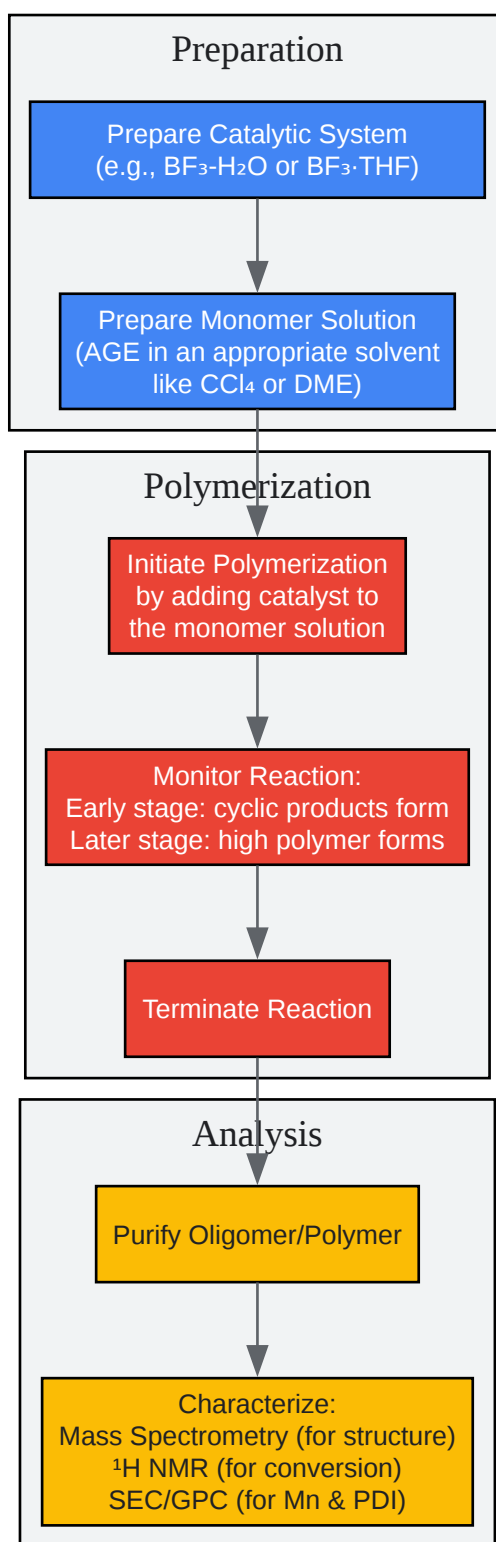 Preparation
Prepare Catalytic System
(e.g., BF₃-H₂O or BF₃·THF)
Prepare Monomer Solution
(AGE in an appropriate solvent
like CCl₄ or DME)
Polymerization
Initiate Polymerization
by adding catalyst to
the monomer solution
Monitor Reaction:
Early stage: cyclic products form
Later stage: high polymer forms
Terminate Reaction
Analysis
Purify Oligomer/Polymer
Characterize:
Mass Spectrometry (for structure)
¹H NMR (for conversion)
SEC/GPC (for Mn & PDI)